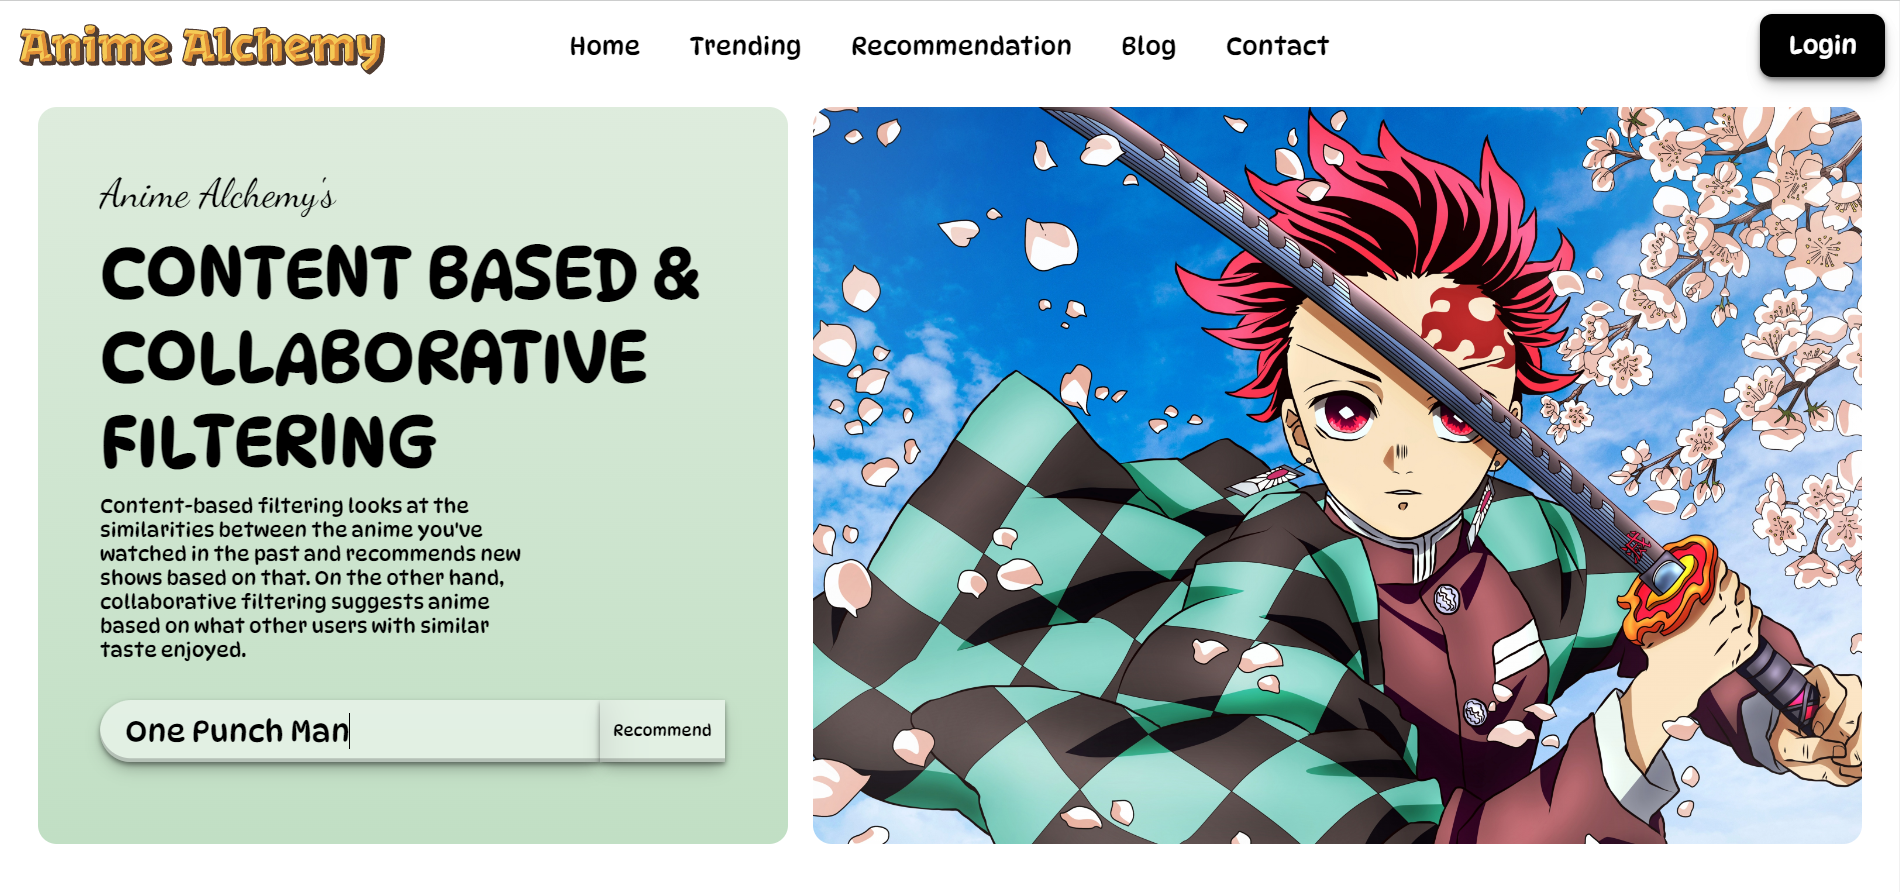 Anime Alchemy
Home Trending Recommendation Blog Contact
Login
Anime Alchemy's
CONTENT BASED &
COLLABORATIVE
FILTERING
Content-based filtering looks at the
similarities between the anime you've
watched in the past and recommends new
shows based on that. On the other hand,
collaborative filtering suggests anime
based on what other users with similar
taste enjoyed.
One Punch Man
Recommend